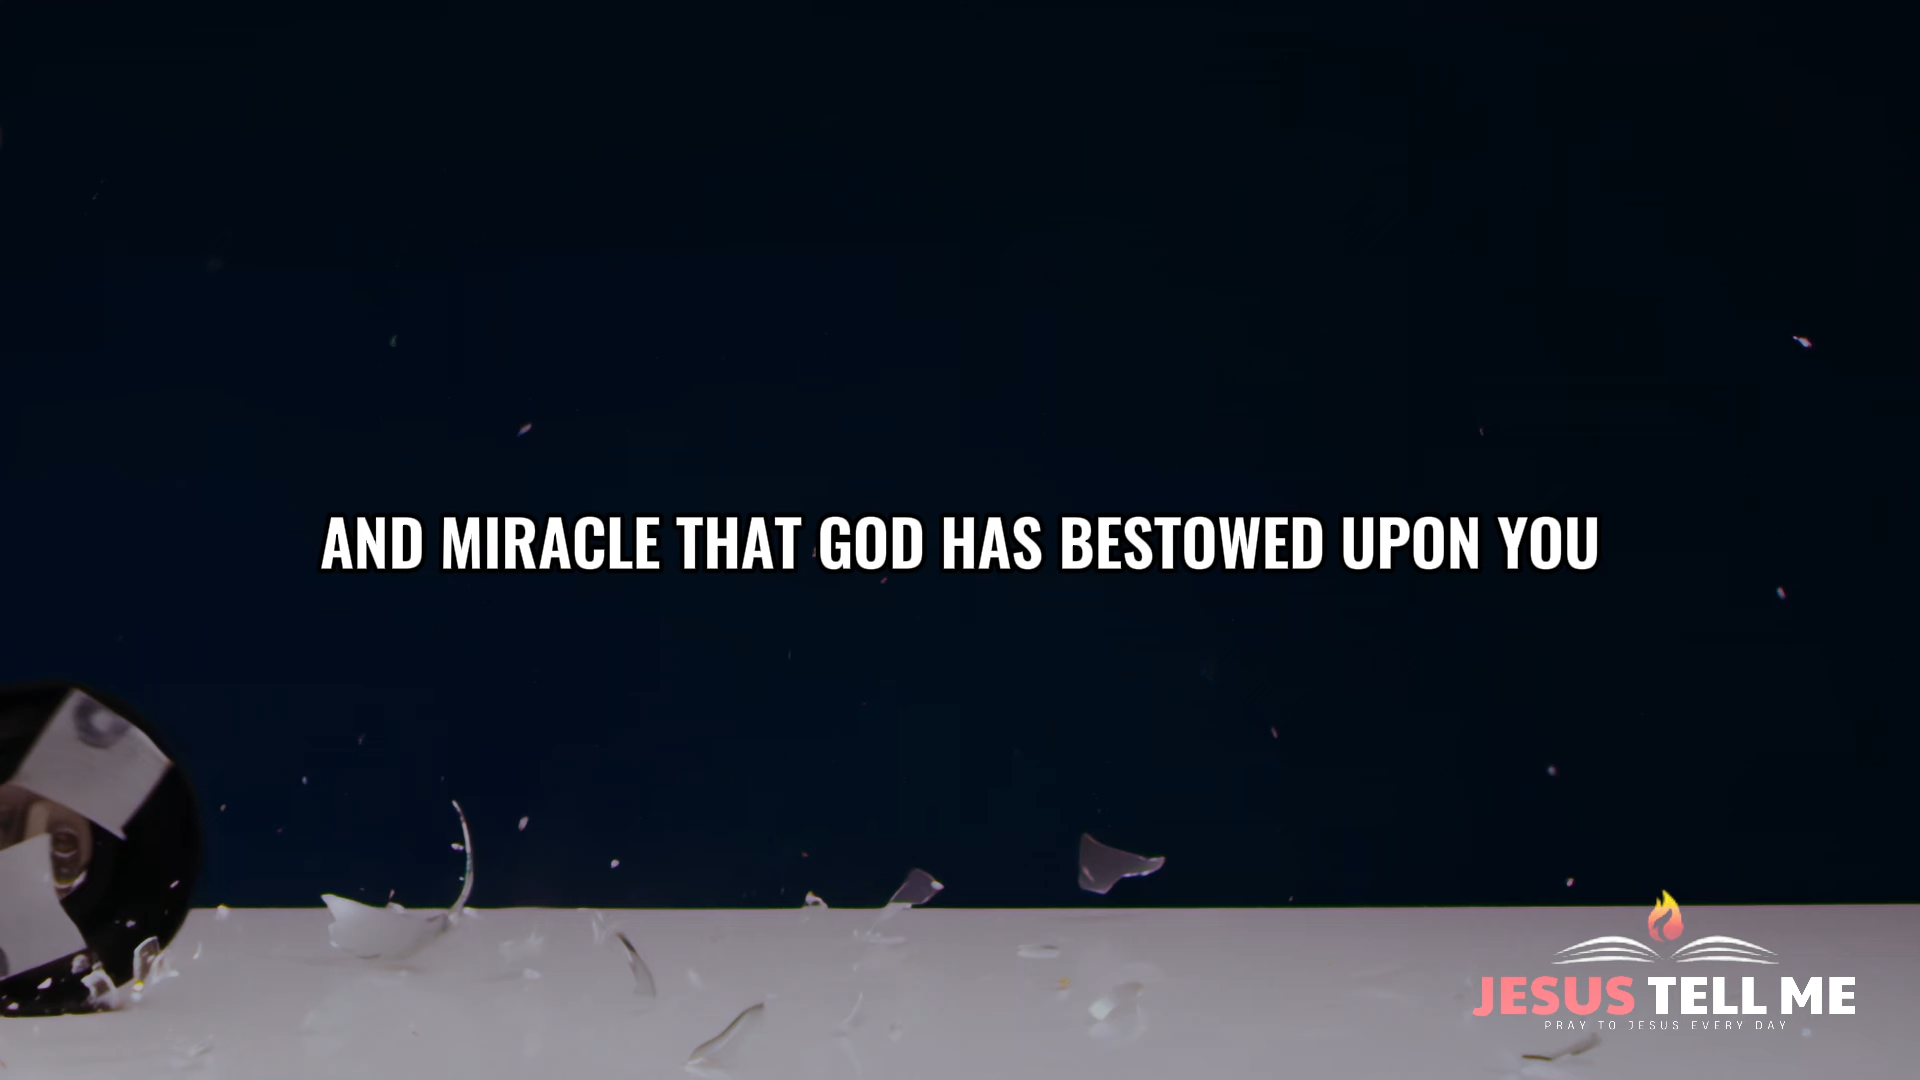 AND MIRACLE THAT GOD HAS BESTOWED UPON YOU
JESUS TELL ME
PRAY TO JESUS EVERY DAY